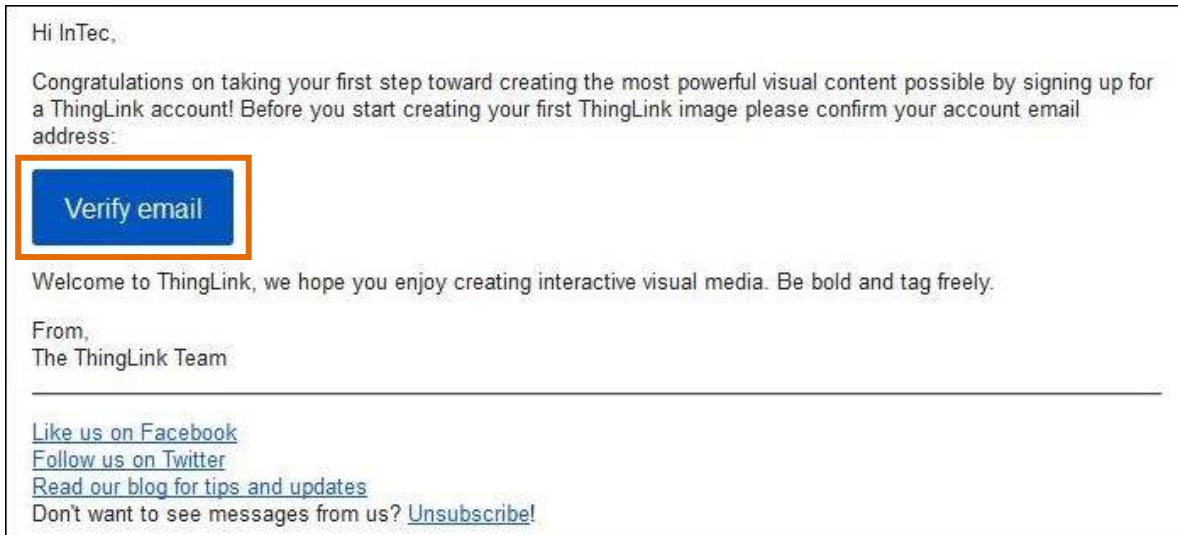 Hi InTec,
Congratulations on taking your first step toward creating the most powerful visual content possible by signing up for
a ThingLink account! Before you start creating your first ThingLink image please confirm your account email
address:
Verify email
Welcome to ThingLink, we hope you enjoy creating interactive visual media. Be bold and tag freely.
From,
The ThingLink Team
Like us on Facebook
Follow us on Twitter
Read our blog for tips and updates
Don't want to see messages from us? Unsubscribe!